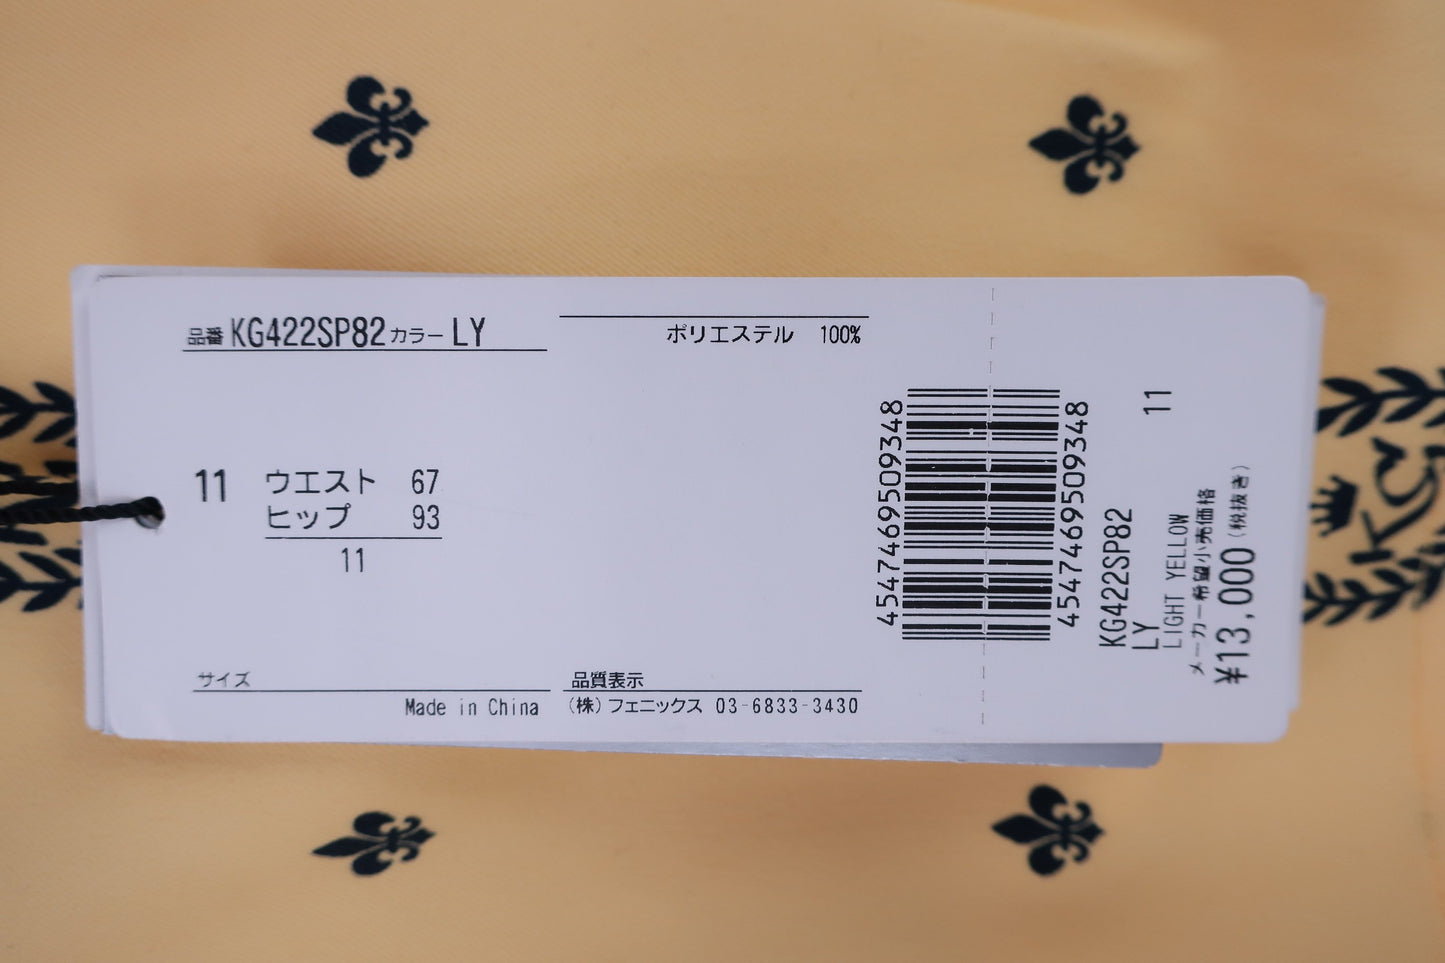 品番 KG422SP82 カラー LY
ポリエステル 100%
11 ウエスト 67
ヒップ 93
11
サイズ
Made in China
品質表示
(株)フェニックス 03-6833-3430
4547469509348
4547469509348
11
KG422SP82
LY
LIGHT YELLOW
メーカー希望小売価格
¥13,000(税抜き)